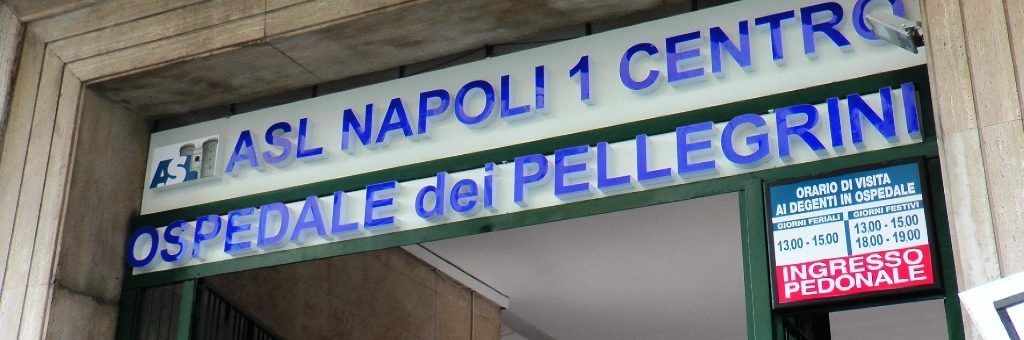 ASL NAPOLI 1 CENTRO
ASL
OSPEDALE dei PELLEGRINI
ORARIO DI VISITA
AI DEGENTI IN OSPEDALE
GIORNI FERIALI
13,00 - 15,00
GIORNI FESTIVI
13.00 - 15.00
18.00 - 19.00
INGRESSO
PEDONALE